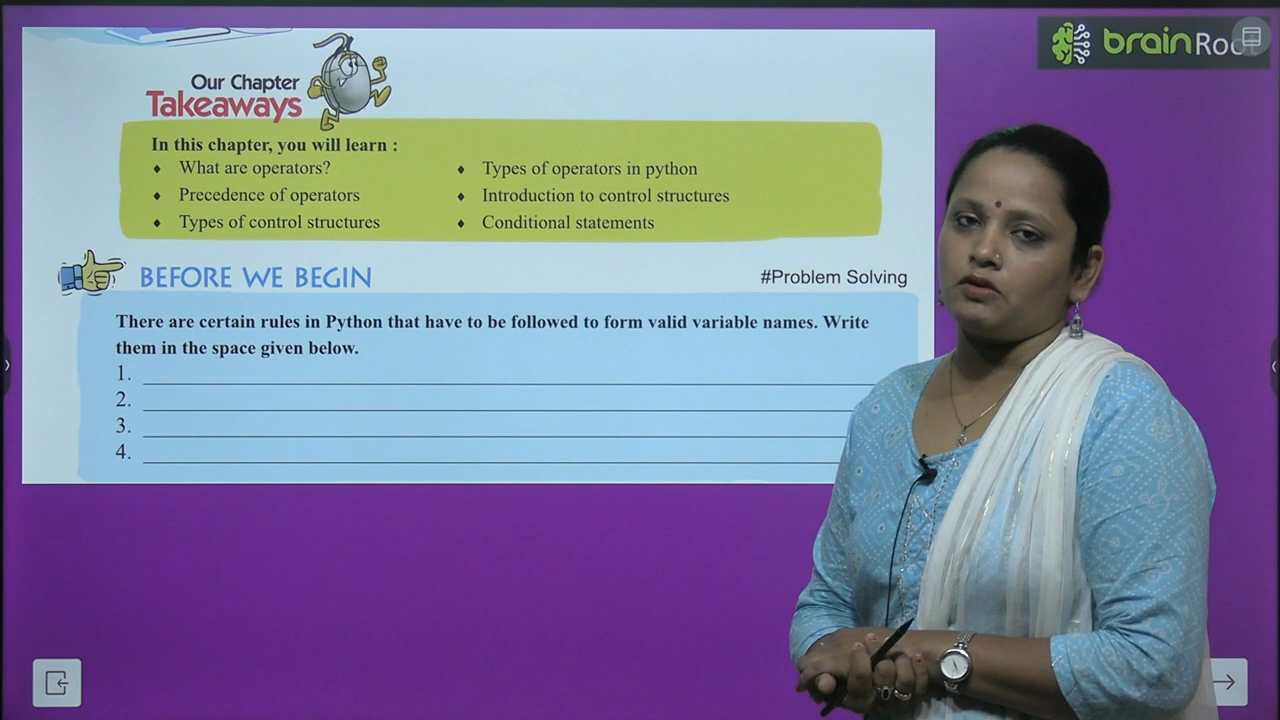 brainRoot
Our Chapter
Takeaways
In this chapter, you will learn :
♦ What are operators?
♦ Types of operators in python
♦ Precedence of operators
♦ Introduction to control structures
♦ Types of control structures
♦ Conditional statements
BEFORE WE BEGIN
#Problem Solving
There are certain rules in Python that have to be followed to form valid variable names. Write
them in the space given below.
1.
2.
3.
4.